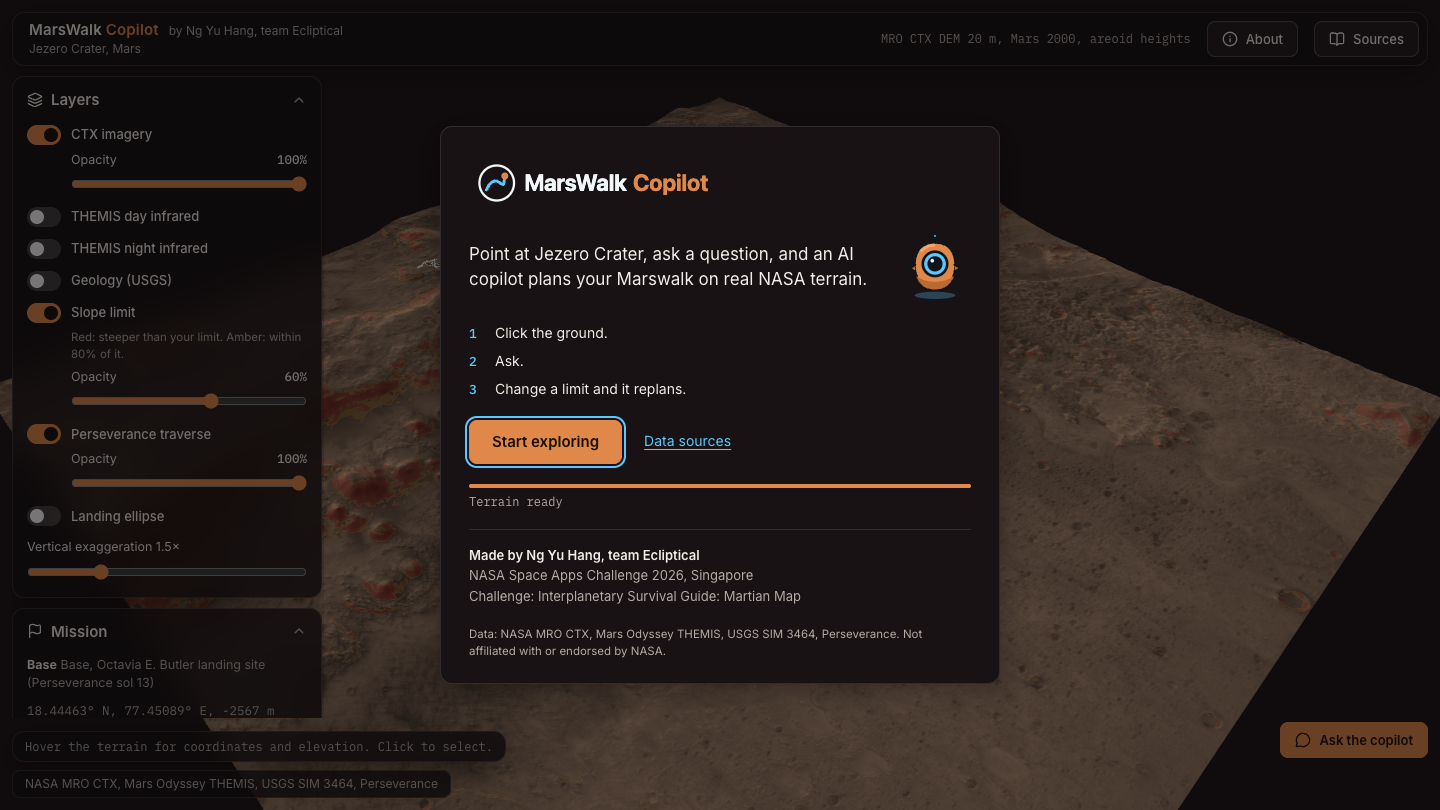 MarsWalk Copilot by Ng Yu Hang, team Ecliptical
Jezero Crater, Mars
MRO CTX DEM 20 m, Mars 2000, areoid heights
About
Sources
Layers
CTX imagery
Opacity 100%
THEMIS day infrared
THEMIS night infrared
Geology (USGS)
Slope limit
Red: steeper than your limit. Amber: within
80% of it.
Opacity 60%
Perseverance traverse
Opacity 100%
Landing ellipse
Vertical exaggeration 1.5×
Mission
Base Base, Octavia E. Butler landing site
(Perseverance sol 13)
18.44463° N, 77.45089° E, -2567 m
Hover the terrain for coordinates and elevation. Click to select.
NASA MRO CTX, Mars Odyssey THEMIS, USGS SIM 3464, Perseverance
MarsWalk Copilot
Point at Jezero Crater, ask a question, and an AI
copilot plans your Marswalk on real NASA terrain.
1 Click the ground.
2 Ask.
3 Change a limit and it replans.
Start exploring
Data sources
Terrain ready
Made by Ng Yu Hang, team Ecliptical
NASA Space Apps Challenge 2026, Singapore
Challenge: Interplanetary Survival Guide: Martian Map
Data: NASA MRO CTX, Mars Odyssey THEMIS, USGS SIM 3464, Perseverance. Not
affiliated with or endorsed by NASA.
Ask the copilot